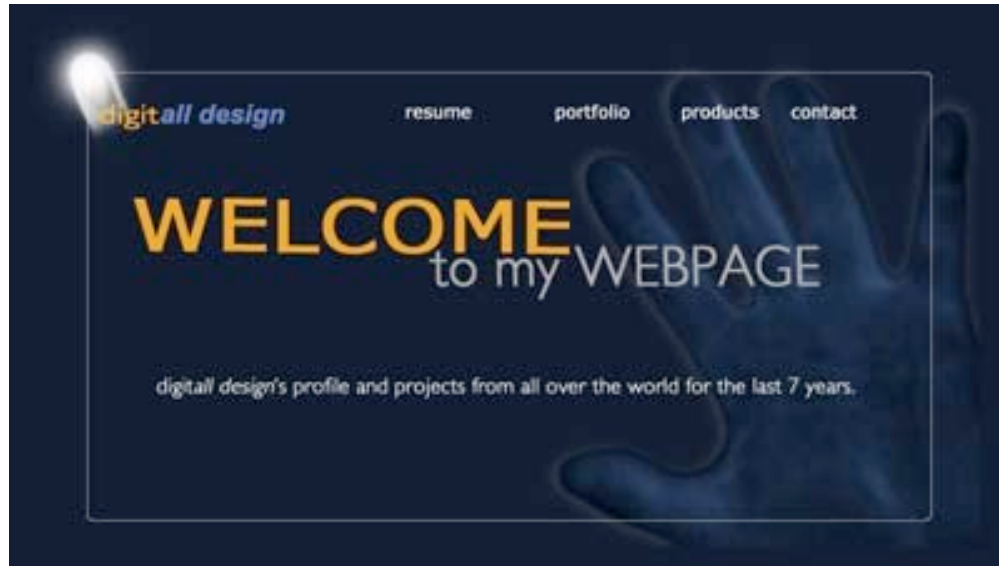 digitall design resume portfolio products contact
WELCOME
to my WEBPAGE
digitall design's profile and projects from all over the world for the last 7 years.